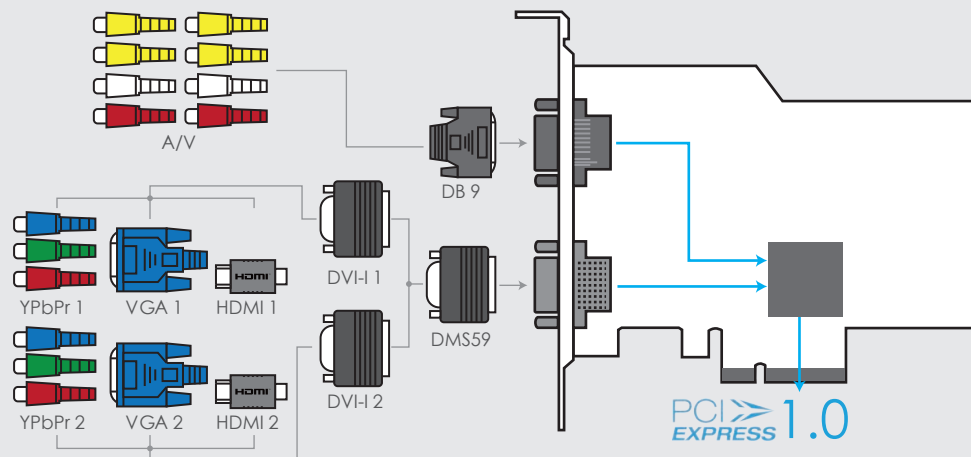 A/V
DB 9
YPbPr 1
VGA 1
HDMI
HDMI 1
DVI-I 1
DMS59
YPbPr 2
VGA 2
HDMI
HDMI 2
DVI-I 2
PCI
EXPRESS 1.0